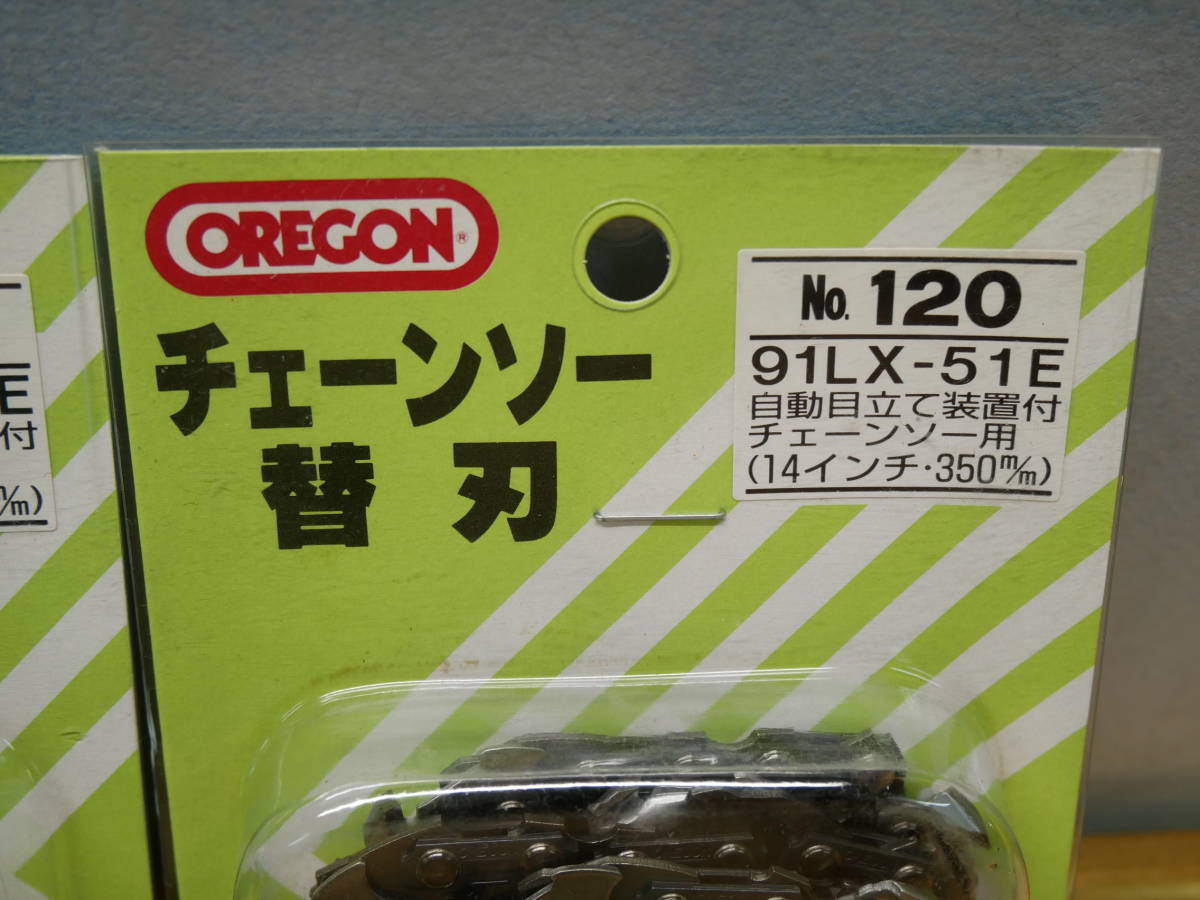 OREGON®
チェーンソー
替刃
No. 120
91LX-51E
自動目立て装置付
チェーンソー用
(14インチ・350m/m)
E
付
m/m)